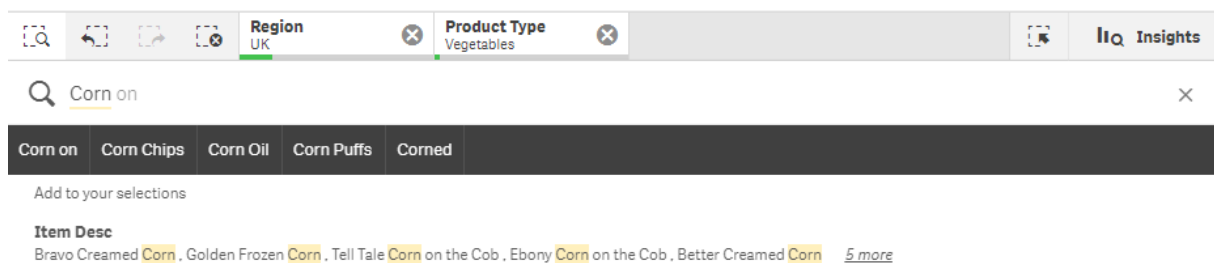 Region
UK
Product Type
Vegetables
Insights
Corn on
Corn on Corn Chips Corn Oil Corn Puffs Corned
Add to your selections
Item Desc
Bravo Creamed Corn , Golden Frozen Corn , Tell Tale Corn on the Cob , Ebony Corn on the Cob , Better Creamed Corn 5 more